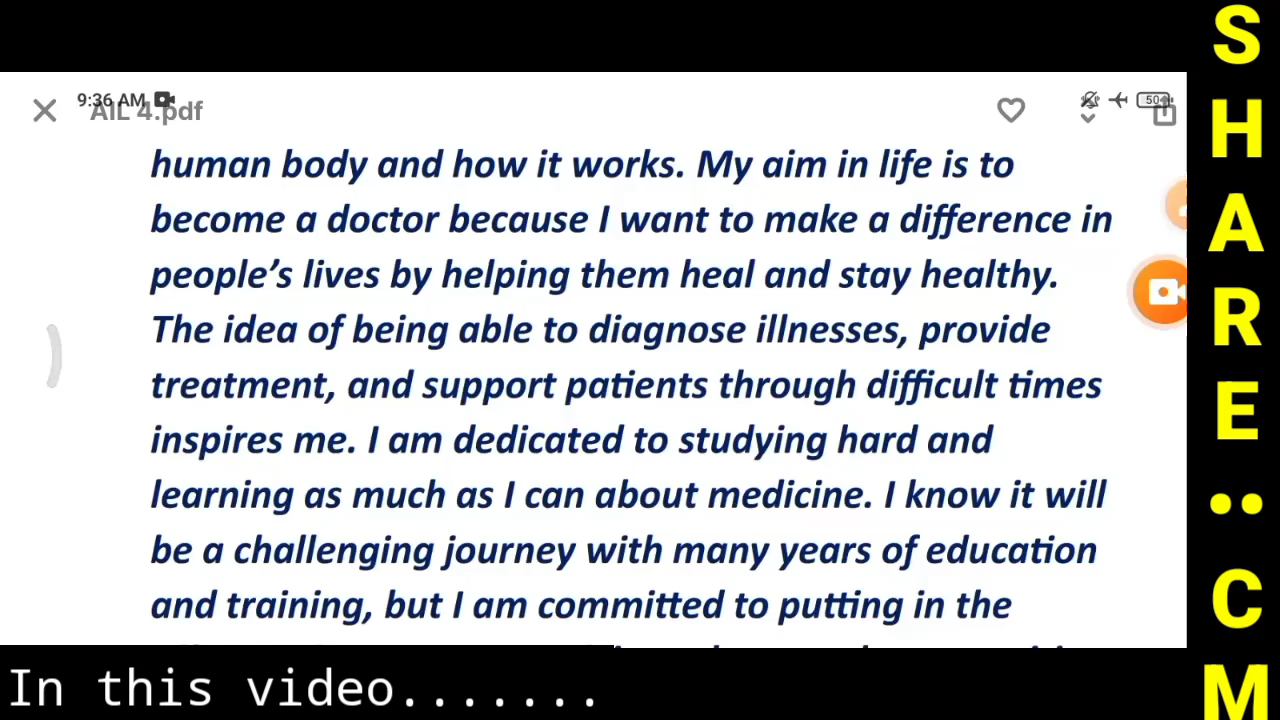 9:36 AM
AIL 4.pdf
50
human body and how it works. My aim in life is to
become a doctor because I want to make a difference in
people’s lives by helping them heal and stay healthy.
The idea of being able to diagnose illnesses, provide
treatment, and support patients through difficult times
inspires me. I am dedicated to studying hard and
learning as much as I can about medicine. I know it will
be a challenging journey with many years of education
and training, but I am committed to putting in the
In this video.......
SHARE..CM